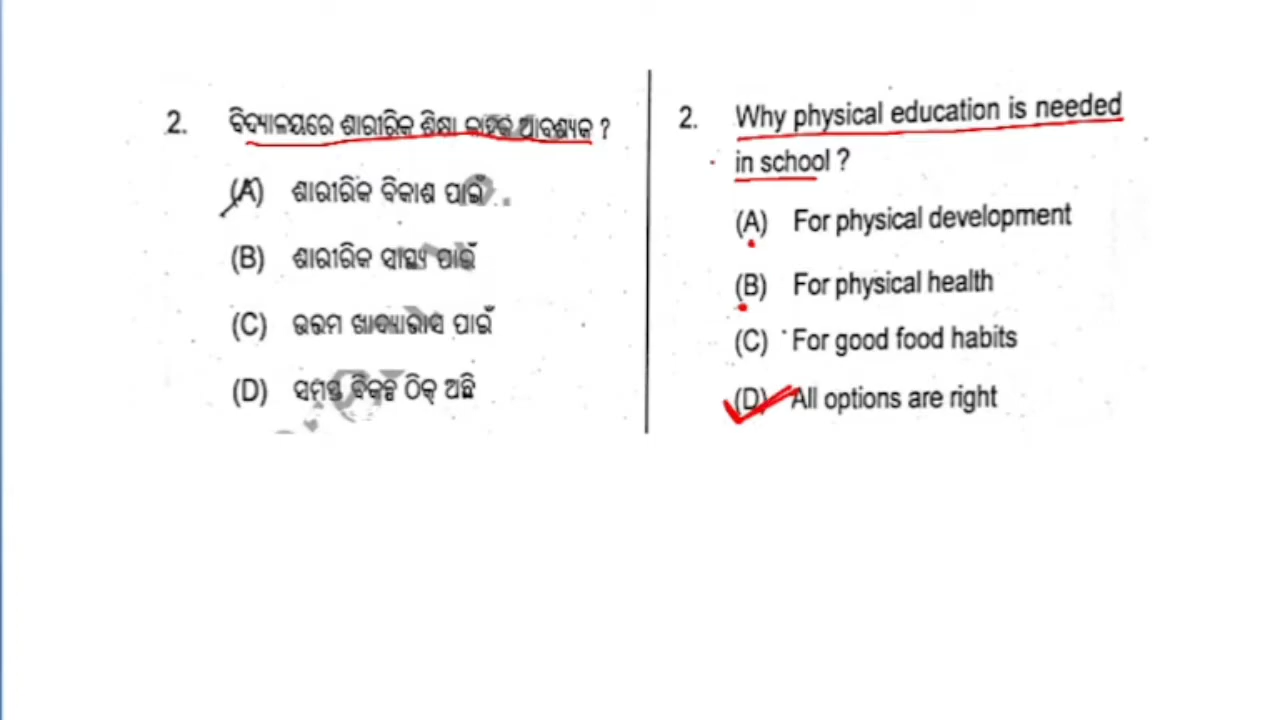 2. ବିଦ୍ୟାଳୟରେ ଶାରୀରିକ ଶିକ୍ଷା କାହିଁକି ଆବଶ୍ୟକ ?
(A) ଶାରୀରିକ ବିକାଶ ପାଇଁ
(B) ଶାରୀରିକ ସ୍ୱାସ୍ଥ୍ୟ ପାଇଁ
(C) ଉତ୍ତମ ଖାଦ୍ୟାଭାସ ପାଇଁ
(D) ସମସ୍ତ ବିକଳ୍ପ ଠିକ୍ ଅଛି
2. Why physical education is needed
in school ?
(A) For physical development
(B) For physical health
(C) For good food habits
(D) All options are right